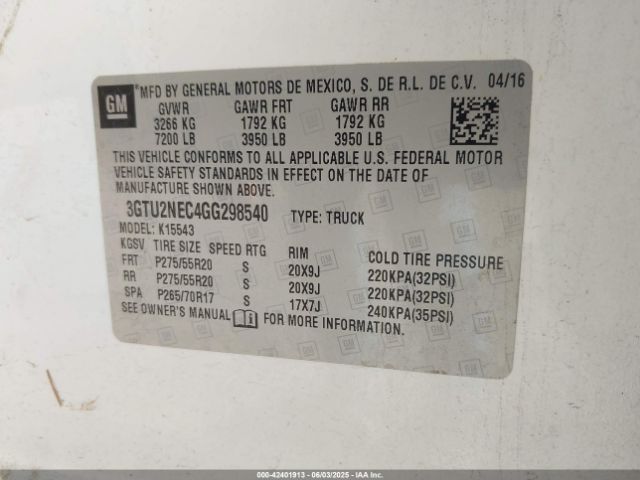 GM
*MFD BY GENERAL MOTORS DE MEXICO, S. DE R.L. DE C.V. 04/16
GVWR GAWR FRT GAWR RR
3266 KG 1792 KG 1792 KG
7200 LB 3950 LB 3950 LB
THIS VEHICLE CONFORMS TO ALL APPLICABLE U.S. FEDERAL MOTOR
VEHICLE SAFETY STANDARDS IN EFFECT ON THE DATE OF
MANUFACTURE SHOWN ABOVE.
3GTU2NEC4GG298540 TYPE: TRUCK
MODEL: K15543
KGSV TIRE SIZE SPEED RTG RIM COLD TIRE PRESSURE
FRT P275/55R20 S 20X9J 220KPA(32PSI)
RR P275/55R20 S 20X9J 220KPA(32PSI)
SPA P265/70R17 S 17X7J 240KPA(35PSI)
SEE OWNER'S MANUAL FOR MORE INFORMATION.
000-42401913 - 06/03/2025 - IAAI.com